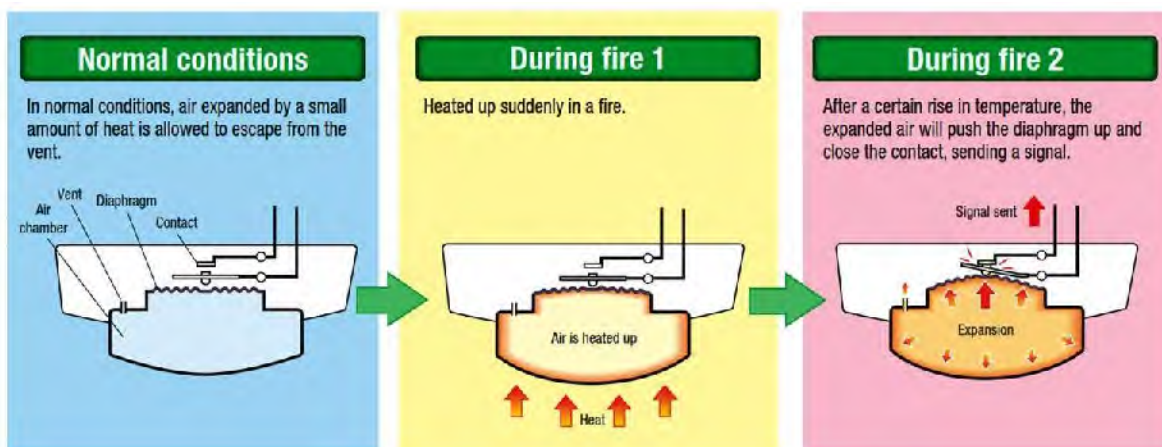 Normal conditions
In normal conditions, air expanded by a small
amount of heat is allowed to escape from the
vent.
Vent
Diaphragm
Air
chamber
Contact
During fire 1
Heated up suddenly in a fire.
Air is heated up
Heat
During fire 2
After a certain rise in temperature, the
expanded air will push the diaphragm up and
close the contact, sending a signal.
Signal sent
Expansion